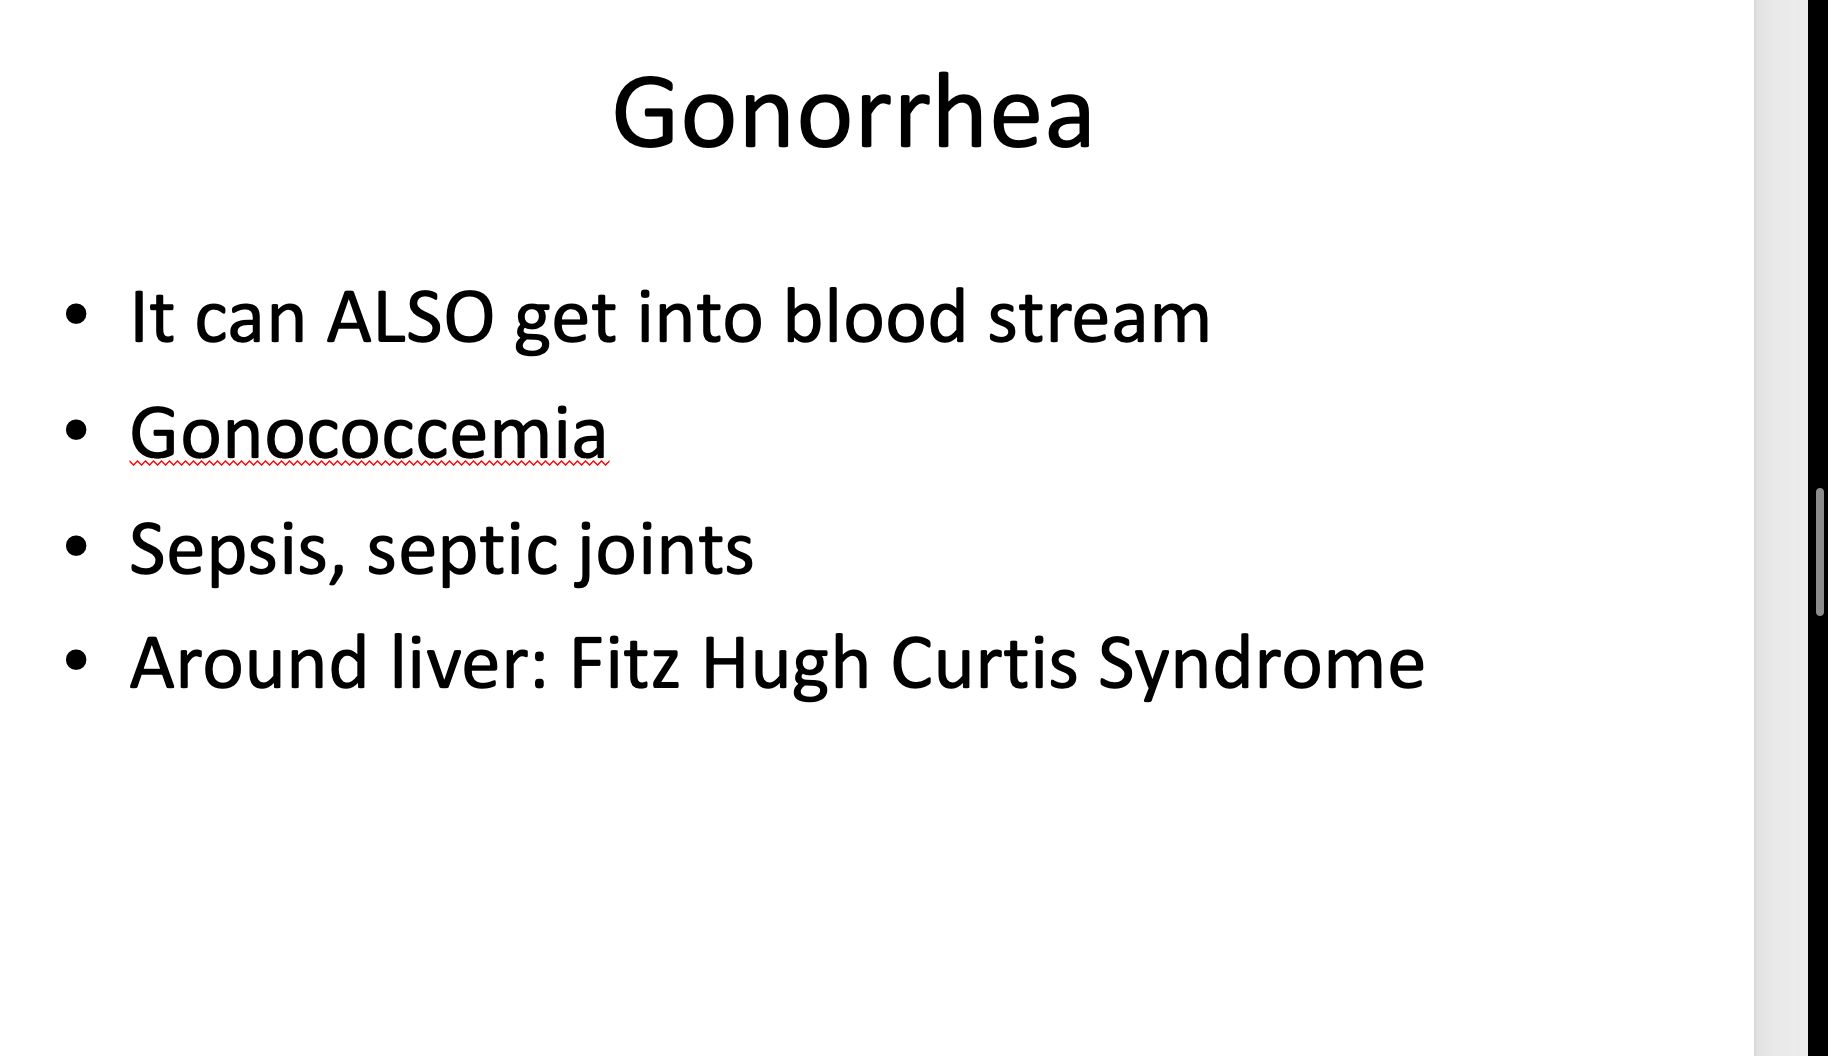 Gonorrhea
• It can ALSO get into blood stream
• Gonococcemia
• Sepsis, septic joints
• Around liver: Fitz Hugh Curtis Syndrome